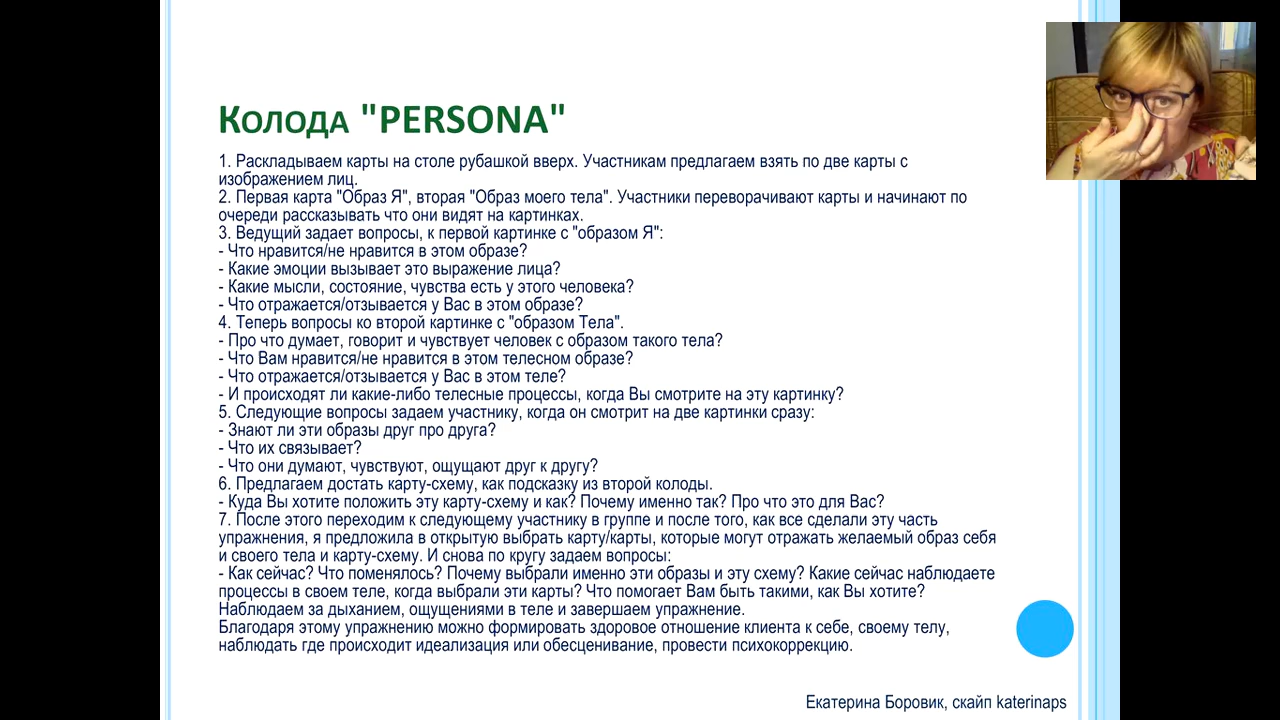 Колода "PERSONA"
1. Раскладываем карты на столе рубашкой вверх. Участникам предлагаем взять по две карты с
изображением лиц.
2. Первая карта "Образ Я", вторая "Образ моего тела". Участники переворачивают карты и начинают по
очереди рассказывать что они видят на картинках.
3. Ведущий задает вопросы, к первой картинке с "образом Я":
- Что нравится/не нравится в этом образе?
- Какие эмоции вызывает это выражение лица?
- Какие мысли, состояние, чувства есть у этого человека?
- Что отражается/отзывается у Вас в этом образе?
4. Теперь вопросы ко второй картинке с "образом Тела".
- Про что думает, говорит и чувствует человек с образом такого тела?
- Что Вам нравится/не нравится в этом телесном образе?
- Что отражается/отзывается у Вас в этом теле?
- И происходят ли какие-либо телесные процессы, когда Вы смотрите на эту картинку?
5. Следующие вопросы задаем участнику, когда он смотрит на две картинки сразу:
- Знают ли эти образы друг про друга?
- Что их связывает?
- Что они думают, чувствуют, ощущают друг к другу?
6. Предлагаем достать карту-схему, как подсказку из второй колоды.
- Куда Вы хотите положить эту карту-схему и как? Почему именно так? Про что это для Вас?
7. После этого переходим к следующему участнику в группе и после того, как все сделали эту часть
упражнения, я предложила в открытую выбрать карту/карты, которые могут отражать желаемый образ себя
и своего тела и карту-схему. И снова по кругу задаем вопросы:
- Как сейчас? Что поменялось? Почему выбрали именно эти образы и эту схему? Какие сейчас наблюдаете
процессы в своем теле, когда выбрали эти карты? Что помогает Вам быть такими, как Вы хотите?
Наблюдаем за дыханием, ощущениями в теле и завершаем упражнение.
Благодаря этому упражнению можно формировать здоровое отношение клиента к себе, своему телу,
наблюдать где происходит идеализация или обесценивание, провести психокоррекцию.
Екатерина Боровик, скайп katerinaps